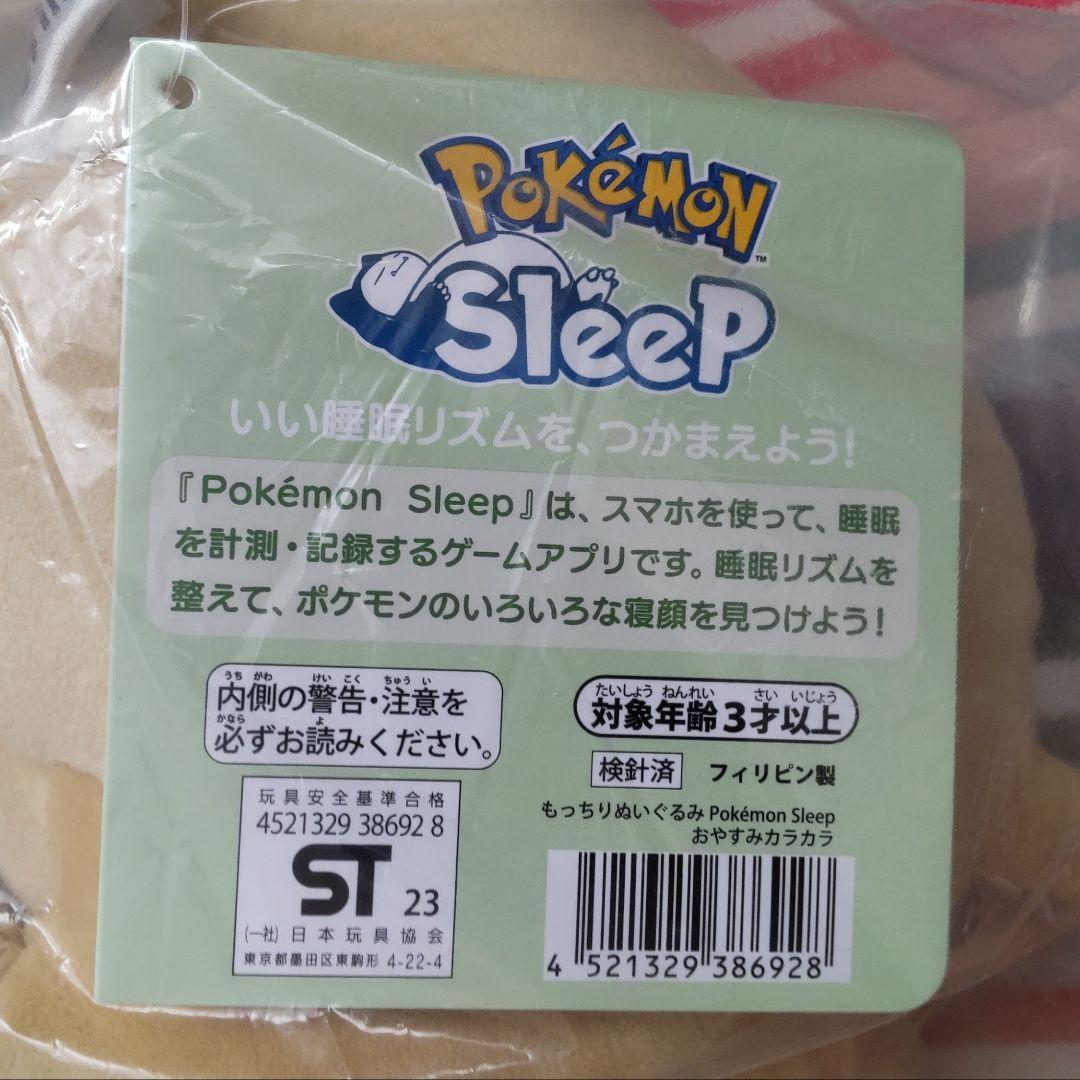 POKéMON™
Sleep
いい睡眠リズムを、つかまえよう!
『Pokémon Sleep』は、スマホを使って、睡眠
を計測・記録するゲームアプリです。睡眠リズムを
整えて、ポケモンのいろいろな寝顔を見つけよう!
うち がわ けい こく ちゅう い
内側の警告・注意を
かなら よ
必ずお読みください。
たいしょう ねんれい さい いじょう
対象年齢3才以上
検針済 フィリピン製
もっちりぬいぐるみ Pokémon Sleep
おやすみカラカラ
玩具安全基準合格
4521329 38692 8
ST 23
(一社) 日本玩具協会
東京都墨田区東駒形 4-22-4
4 521329 386928